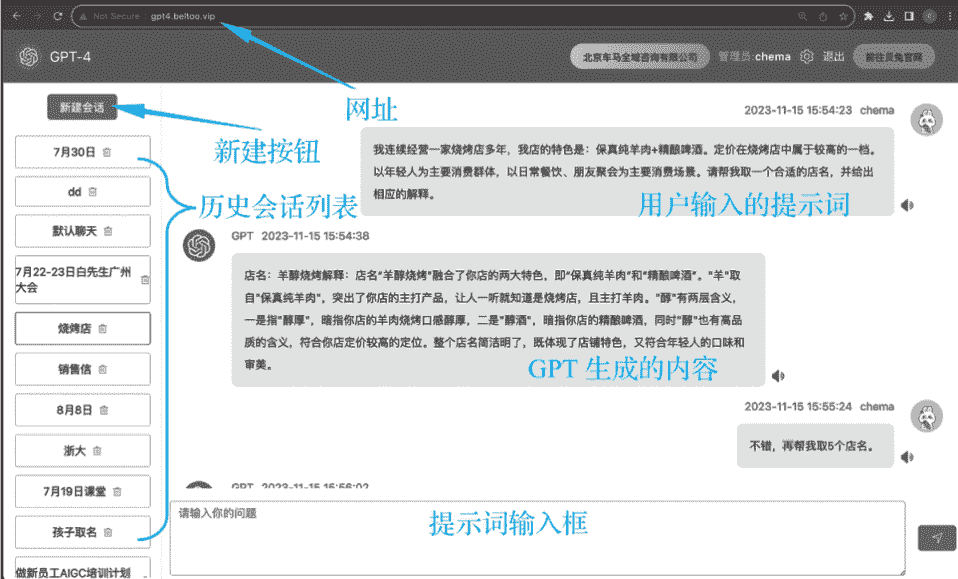 Not Secure
gpt4.beltoo.vip
GPT-4
北京车马全域咨询有限公司
管理员:chema
退出
前往贝兔官网
新建会话
网址
新建按钮
7月30日
dd
默认聊天
7月22-23日白先生广州
大会
烧烤店
销售信
8月8日
浙大
7月19日课堂
孩子取名
做新员工AIGC培训计划
历史会话列表
2023-11-15 15:54:23 chema
我连续经营一家烧烤店多年，我店的特色是：保真纯羊肉+精酿啤酒。定价在烧烤店中属于较高的一档。
以年轻人为主要消费群体，以日常餐饮、朋友聚会为主要消费场景。请帮我取一个合适的店名，并给出
相应的解释。
用户输入的提示词
GPT 2023-11-15 15:54:38
店名：羊醇烧烤解释：店名"羊醇烧烤"融合了你店的两大特色，即"保真纯羊肉"和"精酿啤酒"。"羊"取
自"保真纯羊肉"，突出了你店的主打产品，让人一听就知道是烧烤店，且主打羊肉。"醇"有两层含义，
一是指"醇厚"，暗指你店的羊肉烧烤口感醇厚，二是"醇酒"，暗指你店的精酿啤酒，同时"醇"也有高品
质的含义，符合你店定价较高的定位。整个店名简洁明了，既体现了店铺特色，又符合年轻人的口味和
审美。
GPT 生成的内容
2023-11-15 15:55:24 chema
不错，再帮我取5个店名。
GPT 2023-11-15 15:56:02
请输入你的问题
提示词输入框